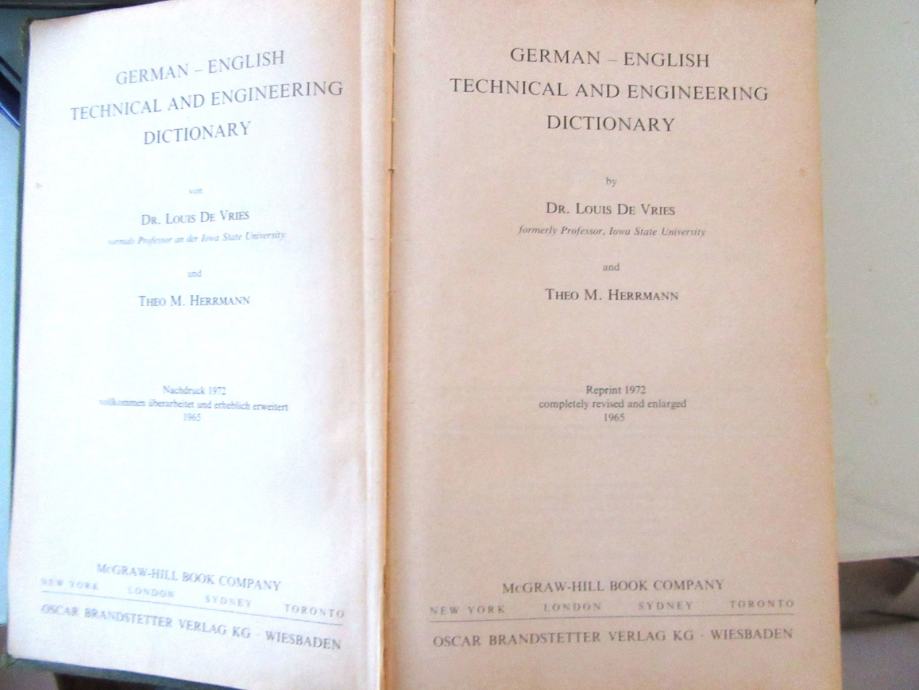 GERMAN – ENGLISH
TECHNICAL AND ENGINEERING
DICTIONARY
von
DR. LOUIS DE VRIES
vormals Professor an der Iowa State University
und
THEO M. HERRMANN
Nachdruck 1972
vollkommen überarbeitet und erheblich erweitert
1965
McGRAW-HILL BOOK COMPANY
NEW YORK LONDON SYDNEY TORONTO
OSCAR BRANDSTETTER VERLAG KG · WIESBADEN
GERMAN – ENGLISH
TECHNICAL AND ENGINEERING
DICTIONARY
by
DR. LOUIS DE VRIES
formerly Professor, Iowa State University
and
THEO M. HERRMANN
Reprint 1972
completely revised and enlarged
1965
McGRAW-HILL BOOK COMPANY
NEW YORK LONDON SYDNEY TORONTO
OSCAR BRANDSTETTER VERLAG KG · WIESBADEN